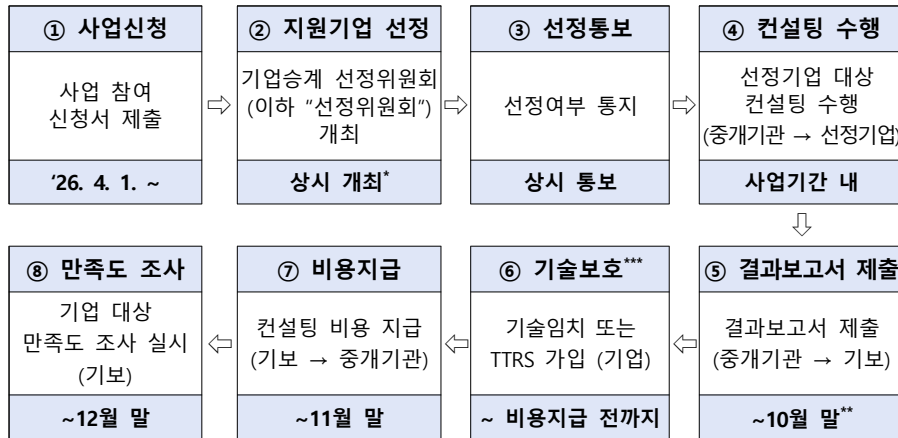 ① 사업신청
사업 참여
신청서 제출
'26. 4. 1. ~
⇨
② 지원기업 선정
기업승계 선정위원회
(이하 "선정위원회")
개최
상시 개최*
⇨
③ 선정통보
선정여부 통지
상시 통보
⇨
④ 컨설팅 수행
선정기업 대상
컨설팅 수행
(중개기관 → 선정기업)
사업기간 내
⇩
⑤ 결과보고서 제출
결과보고서 제출
(중개기관 → 기보)
~10월 말**
⇦
⑥ 기술보호***
기술임치 또는
TTRS 가입 (기업)
~ 비용지급 전까지
⇦
⑦ 비용지급
컨설팅 비용 지급
(기보 → 중개기관)
~11월 말
⇦
⑧ 만족도 조사
기업 대상
만족도 조사 실시
(기보)
~12월 말